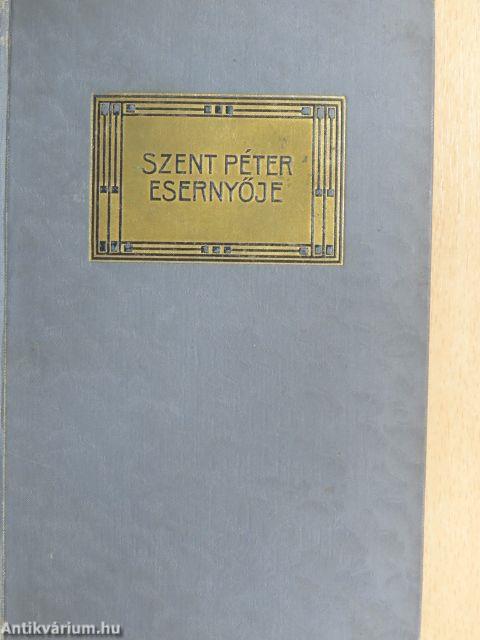 SZENT PÉTER
ESERNYŐJE
Antikvárium.hu